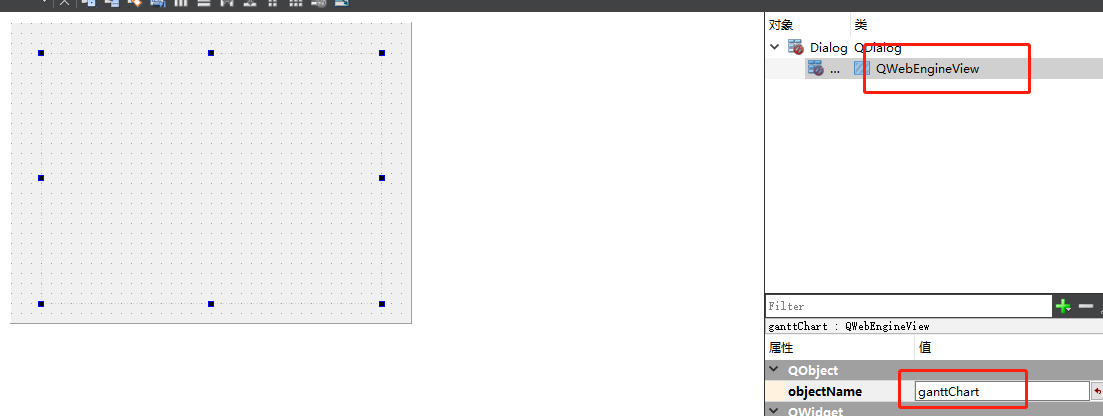 对象 类
Dialog QDialog
... QWebEngineView
Filter
ganttChart : QWebEngineView
属性 值
QObject
objectName ganttChart
QWidget